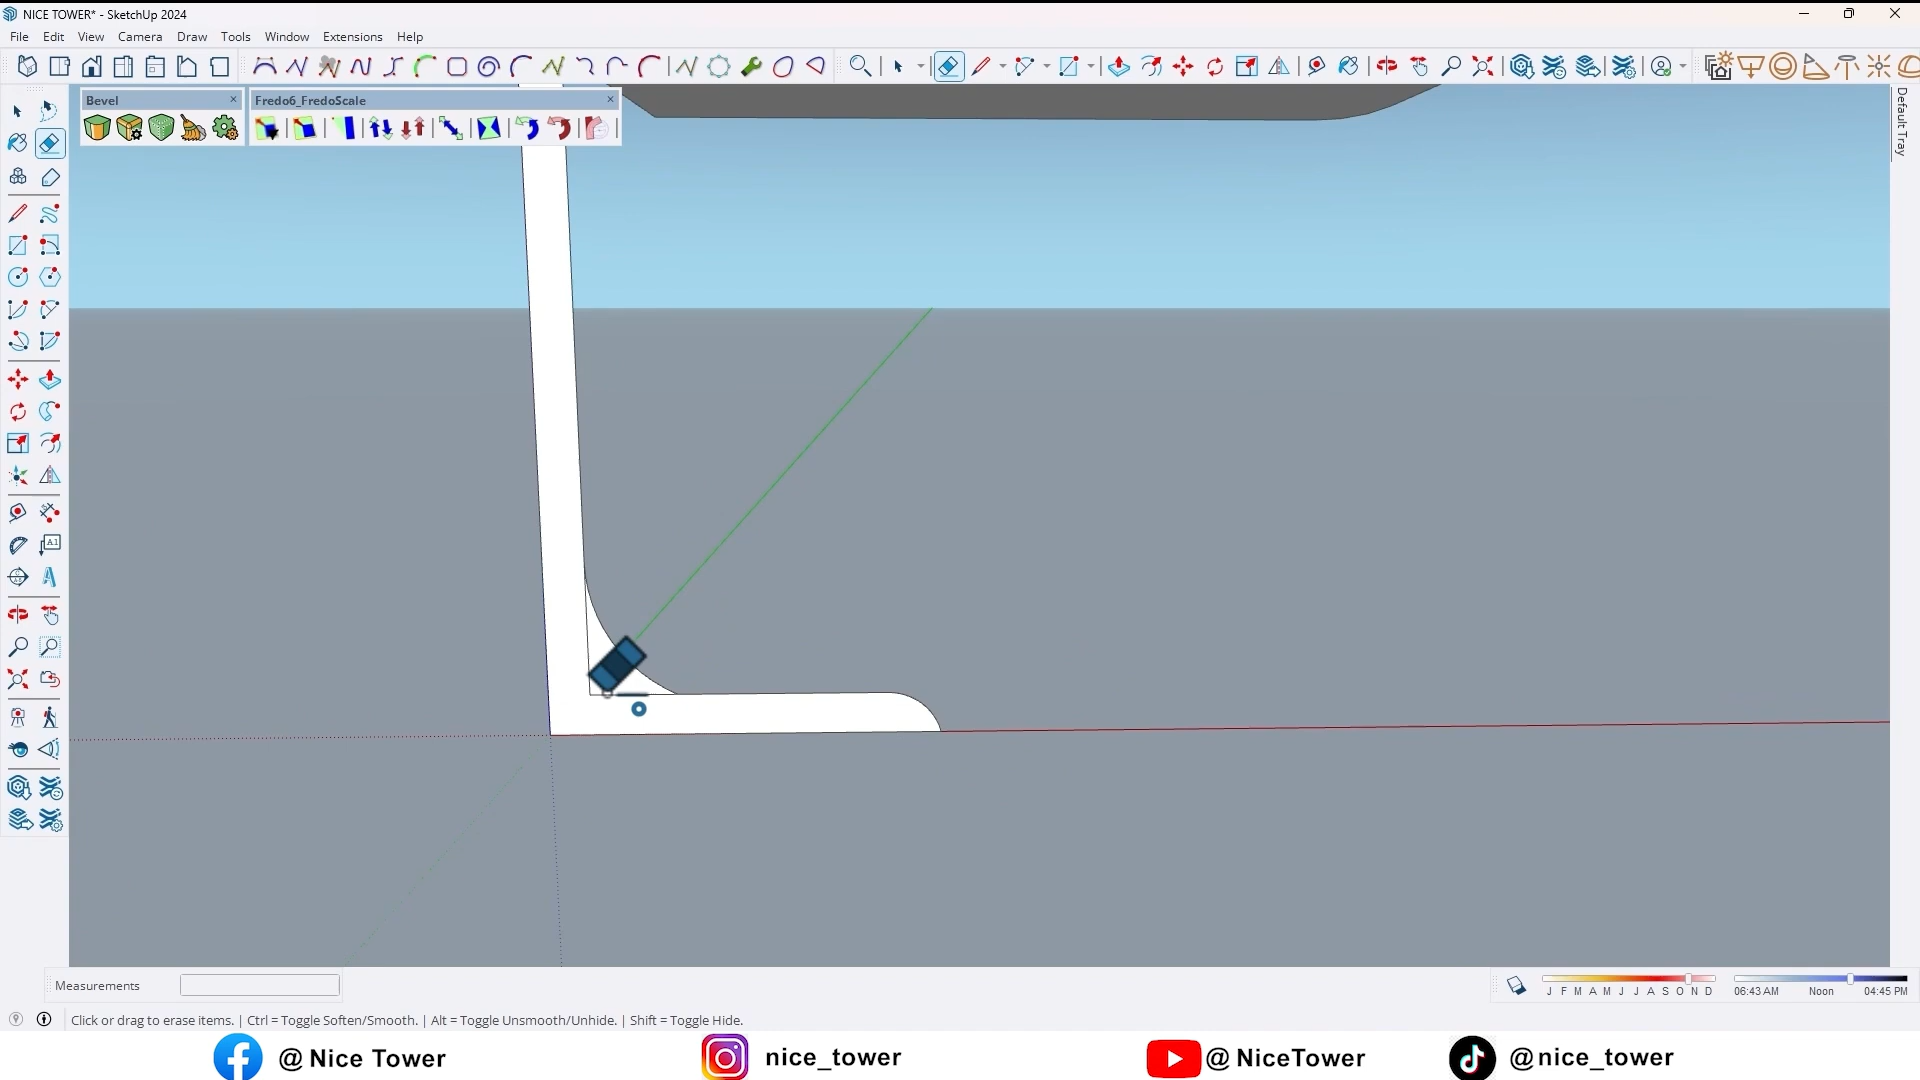 NICE TOWER* - SketchUp 2024
File Edit View Camera Draw Tools Window Extensions Help
Bevel
Fredo6_FredoScale
Default Tray
Measurements
J F M A M J J A S O N D
06:43 AM Noon 04:45 PM
Click or drag to erase items. | Ctrl = Toggle Soften/Smooth. | Alt = Toggle Unsmooth/Unhide. | Shift = Toggle Hide.
@ Nice Tower nice_tower @ NiceTower @nice_tower